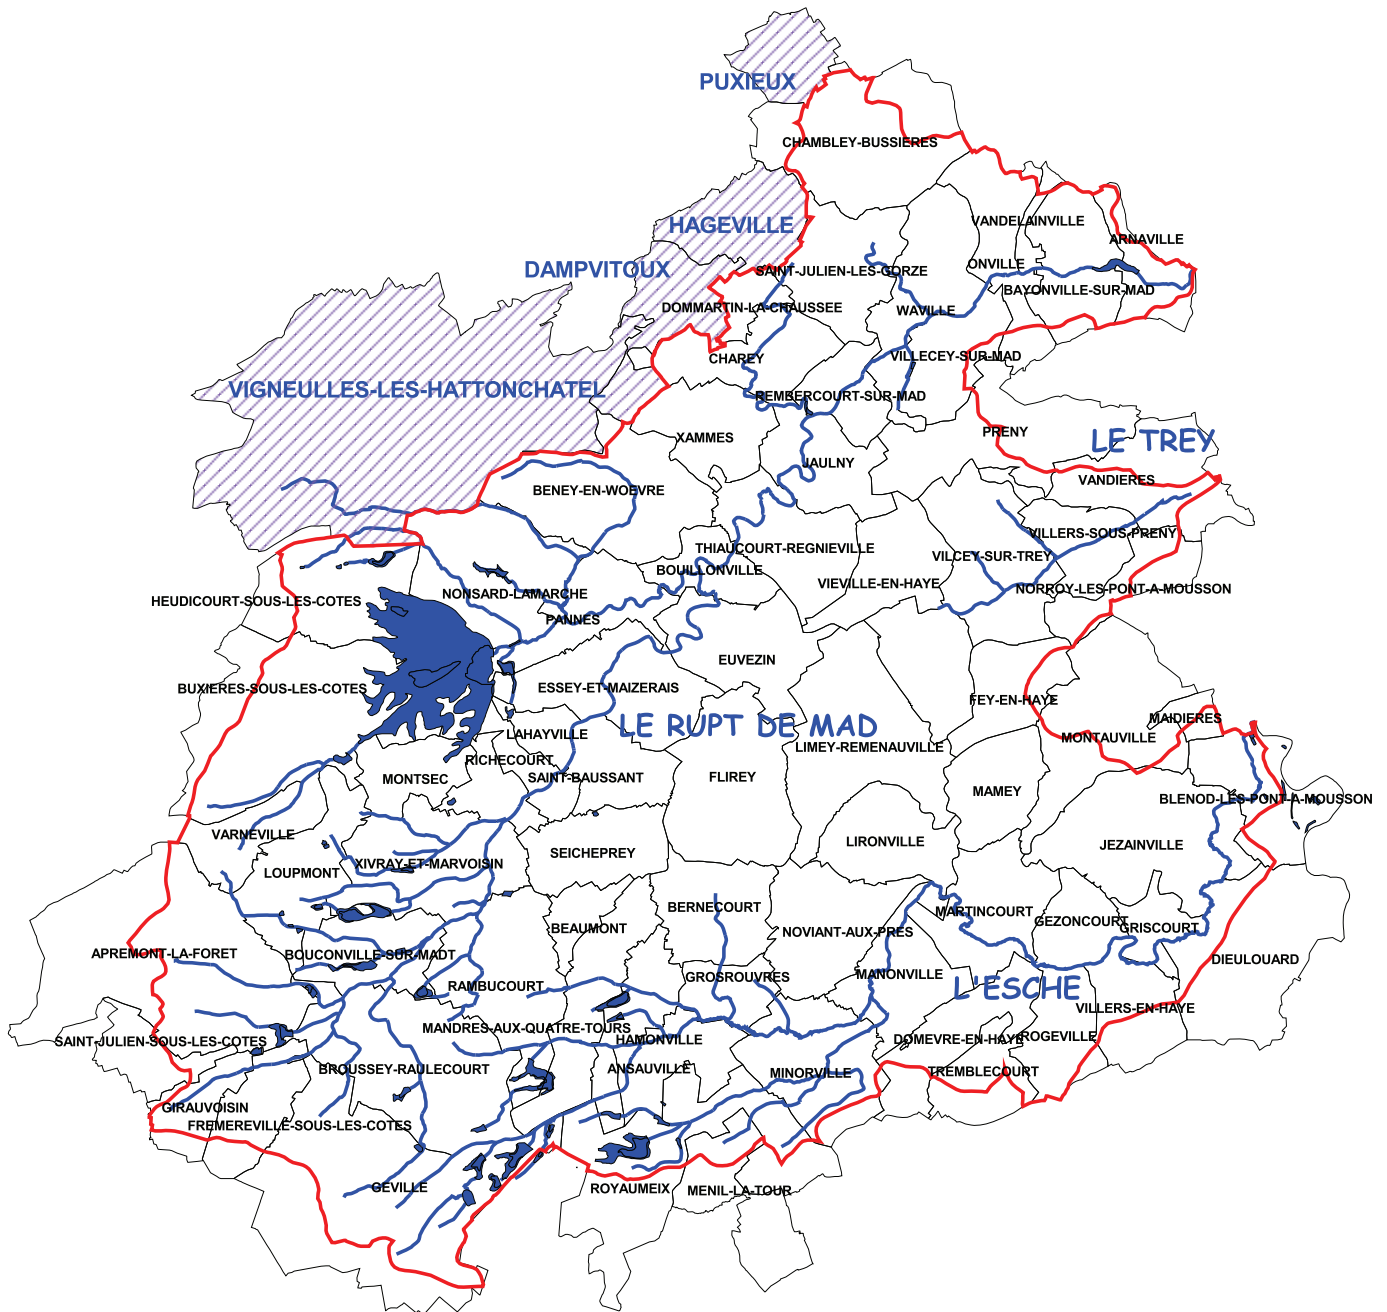 PUXIEUX
CHAMBLEY-BUSSIERES
HAGEVILLE
VANDELAINVILLE
ARNAVILLE
DAMPVITOUX
SAINT-JULIEN-LES-GORZE
ONVILLE
BAYONVILLE-SUR-MAD
DOMMARTIN-LA-CHAUSSEE
WAVILLE
CHAREY
VILLECEY-SUR-MAD
VIGNEULLES-LES-HATTONCHATEL
REMBERCOURT-SUR-MAD
XAMMES
PRENY
LE TREY
JAULNY
VANDIERES
BENEY-EN-WOEVRE
VILLERS-SOUS-PRENY
THIAUCOURT-REGNIEVILLE
VILCEY-SUR-TREY
BOUILLONVILLE
VIEVILLE-EN-HAYE
NORROY-LES-PONT-A-MOUSSON
HEUDICOURT-SOUS-LES-COTES
NONSARD-LAMARCHE
PANNES
EUVEZIN
BUXIERES-SOUS-LES-COTES
ESSEY-ET-MAIZERAIS
FEY-EN-HAYE
MAIDIERES
LE RUPT DE MAD
LAHAYVILLE
MONTAUVILLE
LIMEY-REMENAUVILLE
RICHECOURT
MONTSEC
SAINT-BAUSSANT
FLIREY
MAMEY
BLENOD-LES-PONT-A-MOUSSON
VARNEVILLE
LIRONVILLE
JEZAINVILLE
SEICHEPREY
XIVRAY-ET-MARVOISIN
LOUPMONT
BERNECOURT
MARTINCOURT
GEZONCOURT
GRISCOURT
BEAUMONT
NOVIANT-AUX-PRES
APREMONT-LA-FORET
BOUCONVILLE-SUR-MADT
DIEULOUARD
MANONVILLE
GROSROUVRES
RAMBUCOURT
L'ESCHE
VILLERS-EN-HAYE
MANDRES-AUX-QUATRE-TOURS
HAMONVILLE
DOMEVRE-EN-HAYE
ROGEVILLE
SAINT-JULIEN-SOUS-LES-COTES
BROUSSEY-RAULECOURT
ANSAUVILLE
MINORVILLE
TREMBLECOURT
GIRAUVOISIN
FREMEREVILLE-SOUS-LES-COTES
GEVILLE
ROYAUMEIX
MENIL-LA-TOUR